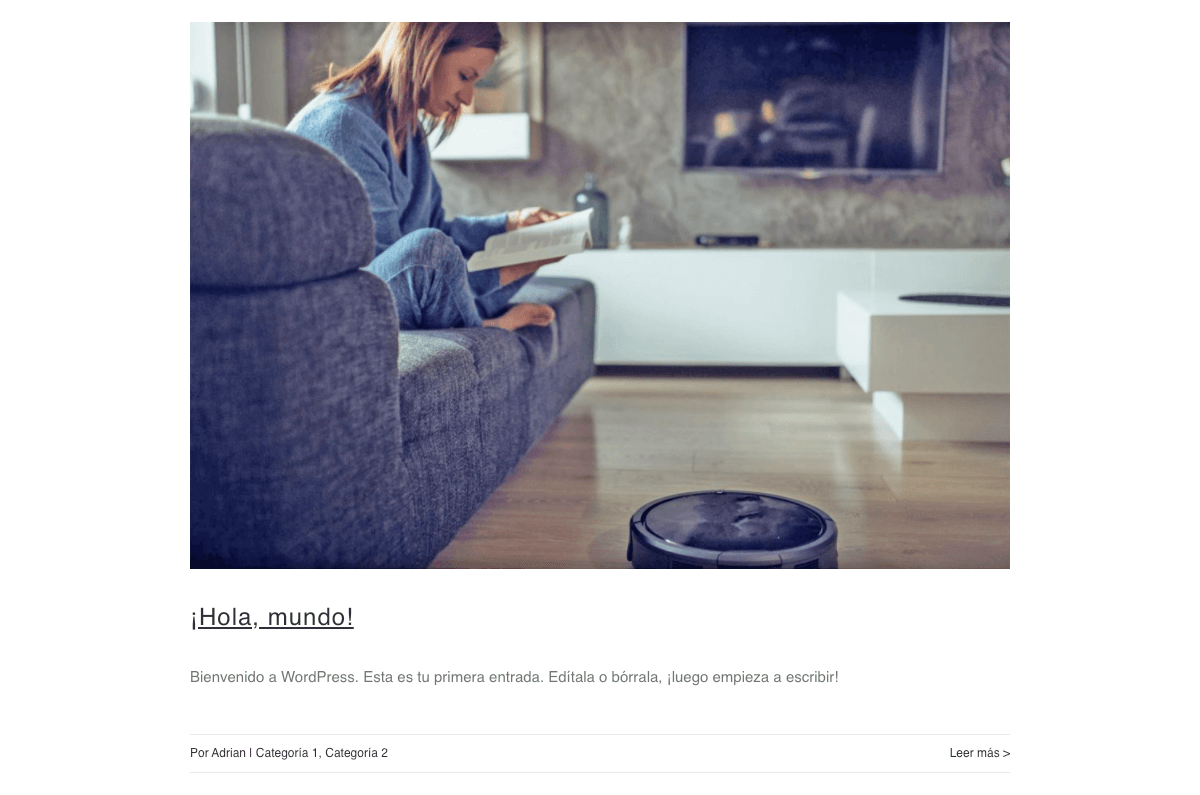 ¡Hola, mundo!
Bienvenido a WordPress. Esta es tu primera entrada. Edítala o bórrala, ¡luego empieza a escribir!
Por Adrian | Categoría 1, Categoría 2
Leer más >